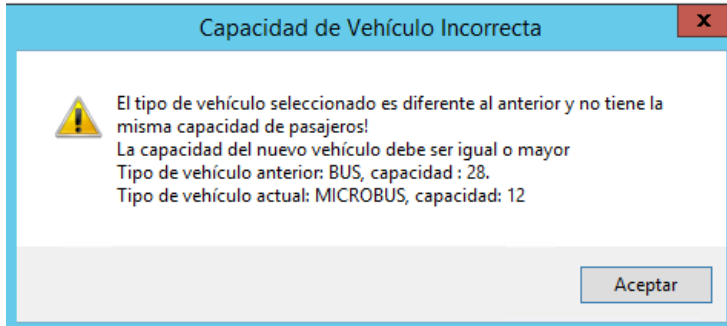 Capacidad de Vehículo Incorrecta
x
El tipo de vehículo seleccionado es diferente al anterior y no tiene la
misma capacidad de pasajeros!
La capacidad del nuevo vehículo debe ser igual o mayor
Tipo de vehículo anterior: BUS, capacidad : 28.
Tipo de vehículo actual: MICROBUS, capacidad: 12
Aceptar